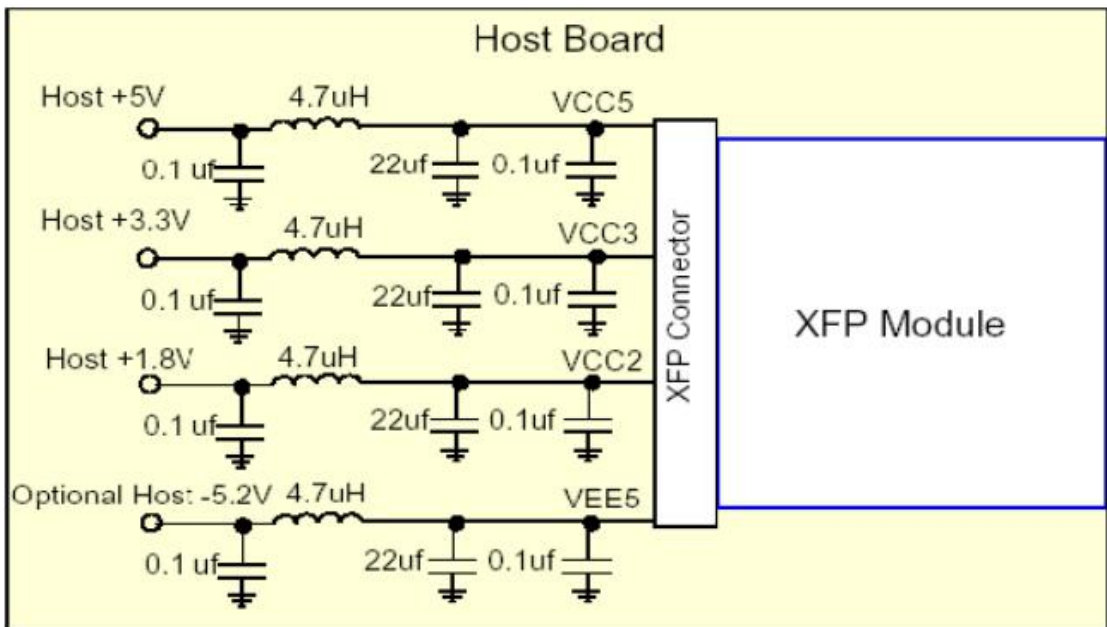 Host Board
Host +5V
4.7uH
VCC5
0.1 uf
22uf
0.1uf
Host +3.3V
4.7uH
VCC3
0.1 uf
22uf
0.1uf
Host +1.8V
4.7uH
VCC2
0.1 uf
22uf
0.1uf
Optional Host -5.2V
4.7uH
VEE5
0.1 uf
22uf
0.1uf
XFP Connector
XFP Module